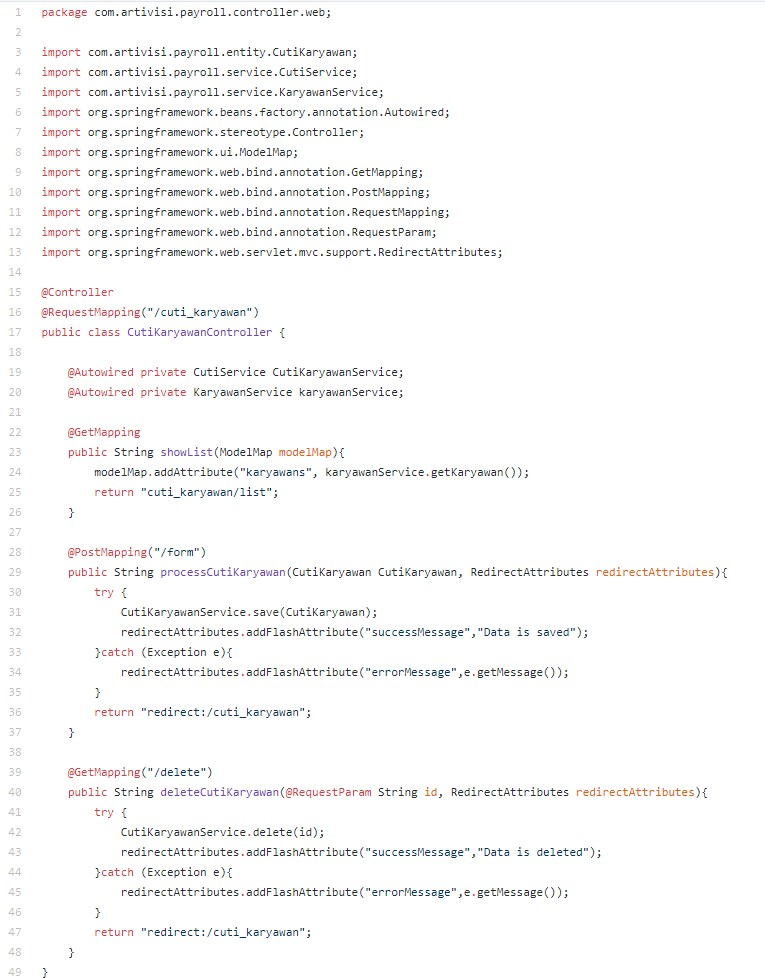 1 package com.artivisi.payroll.controller.web;
2
3 import com.artivisi.payroll.entity.CutiKaryawan;
4 import com.artivisi.payroll.service.CutiService;
5 import com.artivisi.payroll.service.KaryawanService;
6 import org.springframework.beans.factory.annotation.Autowired;
7 import org.springframework.stereotype.Controller;
8 import org.springframework.ui.ModelMap;
9 import org.springframework.web.bind.annotation.GetMapping;
10 import org.springframework.web.bind.annotation.PostMapping;
11 import org.springframework.web.bind.annotation.RequestMapping;
12 import org.springframework.web.bind.annotation.RequestParam;
13 import org.springframework.web.servlet.mvc.support.RedirectAttributes;
14
15 @Controller
16 @RequestMapping("/cuti_karyawan")
17 public class CutiKaryawanController {
18
19 @Autowired private CutiService CutiKaryawanService;
20 @Autowired private KaryawanService karyawanService;
21
22 @GetMapping
23 public String showList(ModelMap modelMap){
24 modelMap.addAttribute("karyawans", karyawanService.getKaryawan());
25 return "cuti_karyawan/list";
26 }
27
28 @PostMapping("/form")
29 public String processCutiKaryawan(CutiKaryawan CutiKaryawan, RedirectAttributes redirectAttributes){
30 try {
31 CutiKaryawanService.save(CutiKaryawan);
32 redirectAttributes.addFlashAttribute("successMessage","Data is saved");
33 }catch (Exception e){
34 redirectAttributes.addFlashAttribute("errorMessage",e.getMessage());
35 }
36 return "redirect:/cuti_karyawan";
37 }
38
39 @GetMapping("/delete")
40 public String deleteCutiKaryawan(@RequestParam String id, RedirectAttributes redirectAttributes){
41 try {
42 CutiKaryawanService.delete(id);
43 redirectAttributes.addFlashAttribute("successMessage","Data is deleted");
44 }catch (Exception e){
45 redirectAttributes.addFlashAttribute("errorMessage",e.getMessage());
46 }
47 return "redirect:/cuti_karyawan";
48 }
49 }